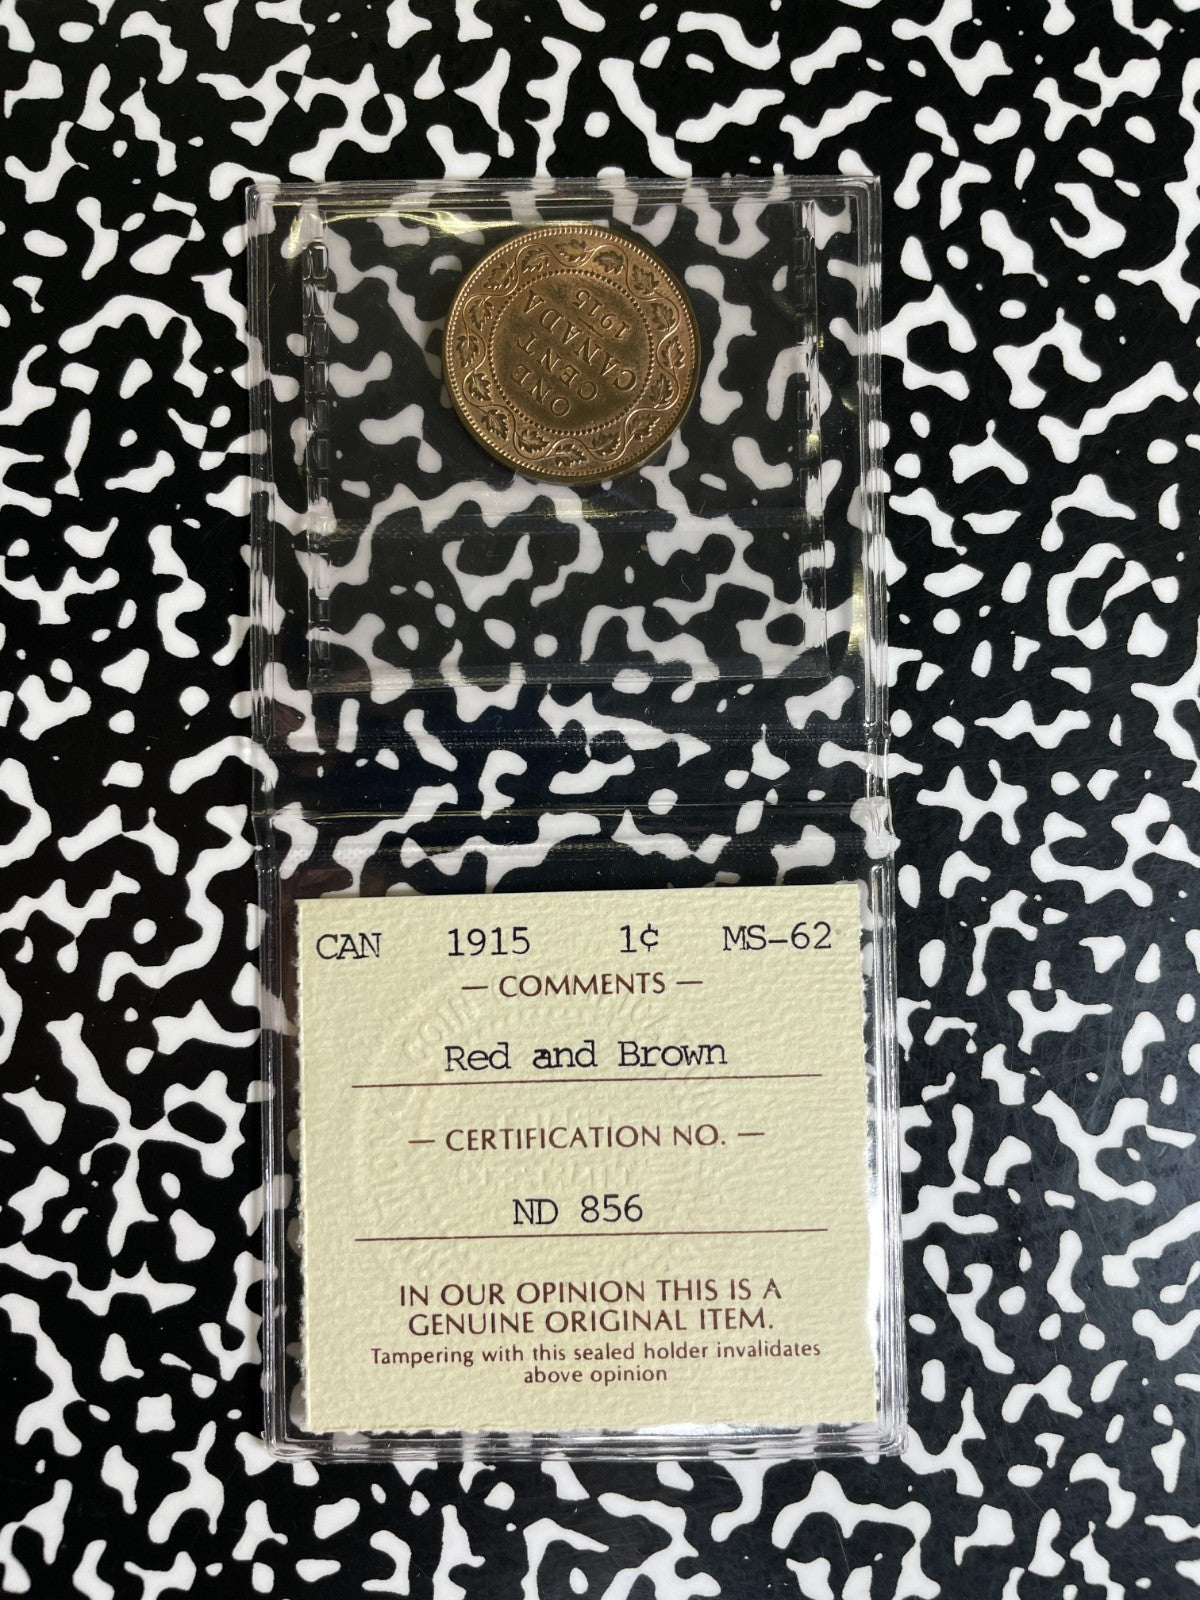 ONE
CENT
CANADA
1915
CAN 1915 1¢ MS-62
— COMMENTS —
Red and Brown
— CERTIFICATION NO. —
ND 856
IN OUR OPINION THIS IS A
GENUINE ORIGINAL ITEM.
Tampering with this sealed holder invalidates
above opinion